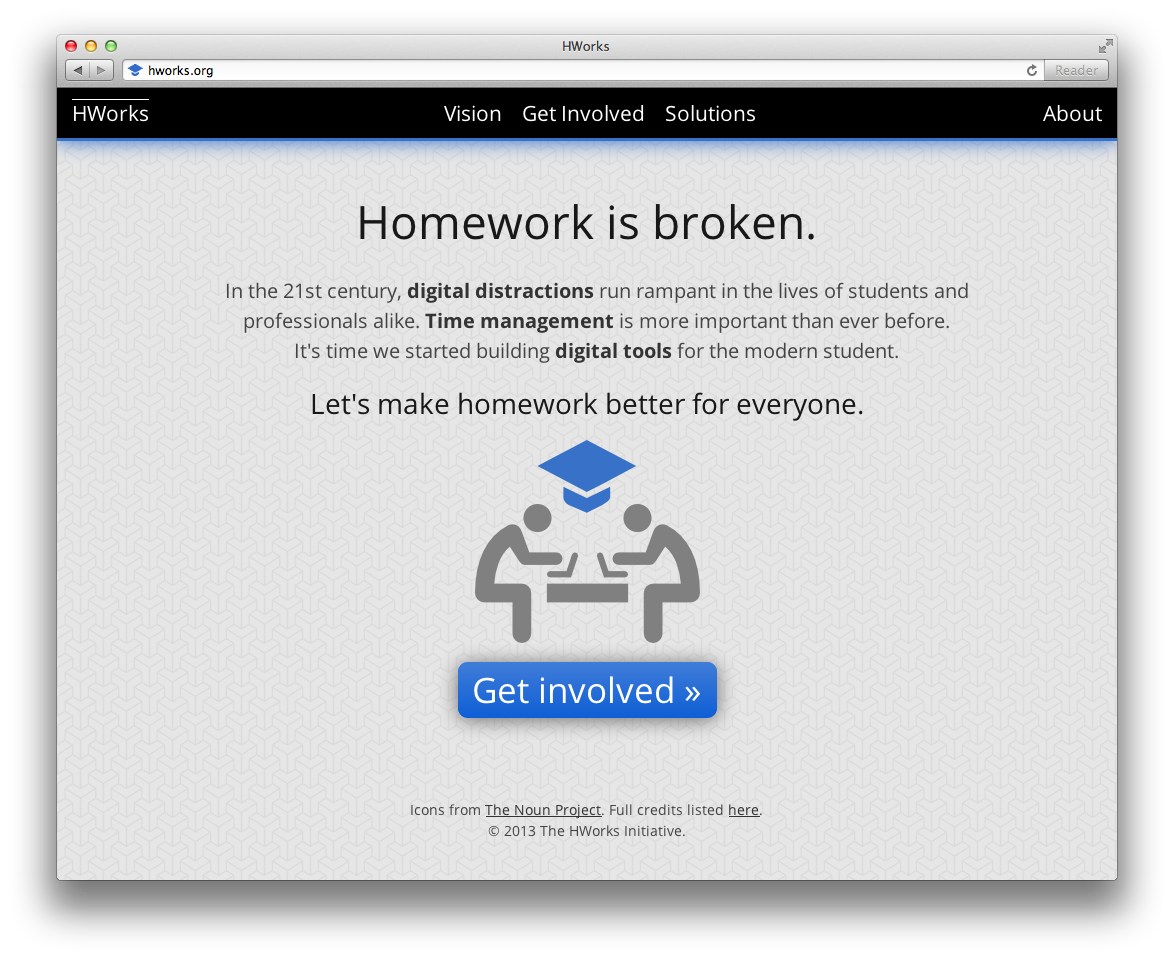 HWorks
hworks.org
Reader
HWorks Vision Get Involved Solutions About
Homework is broken.
In the 21st century, digital distractions run rampant in the lives of students and
professionals alike. Time management is more important than ever before.
It's time we started building digital tools for the modern student.
Let's make homework better for everyone.
Get involved »
Icons from The Noun Project. Full credits listed here.
© 2013 The HWorks Initiative.